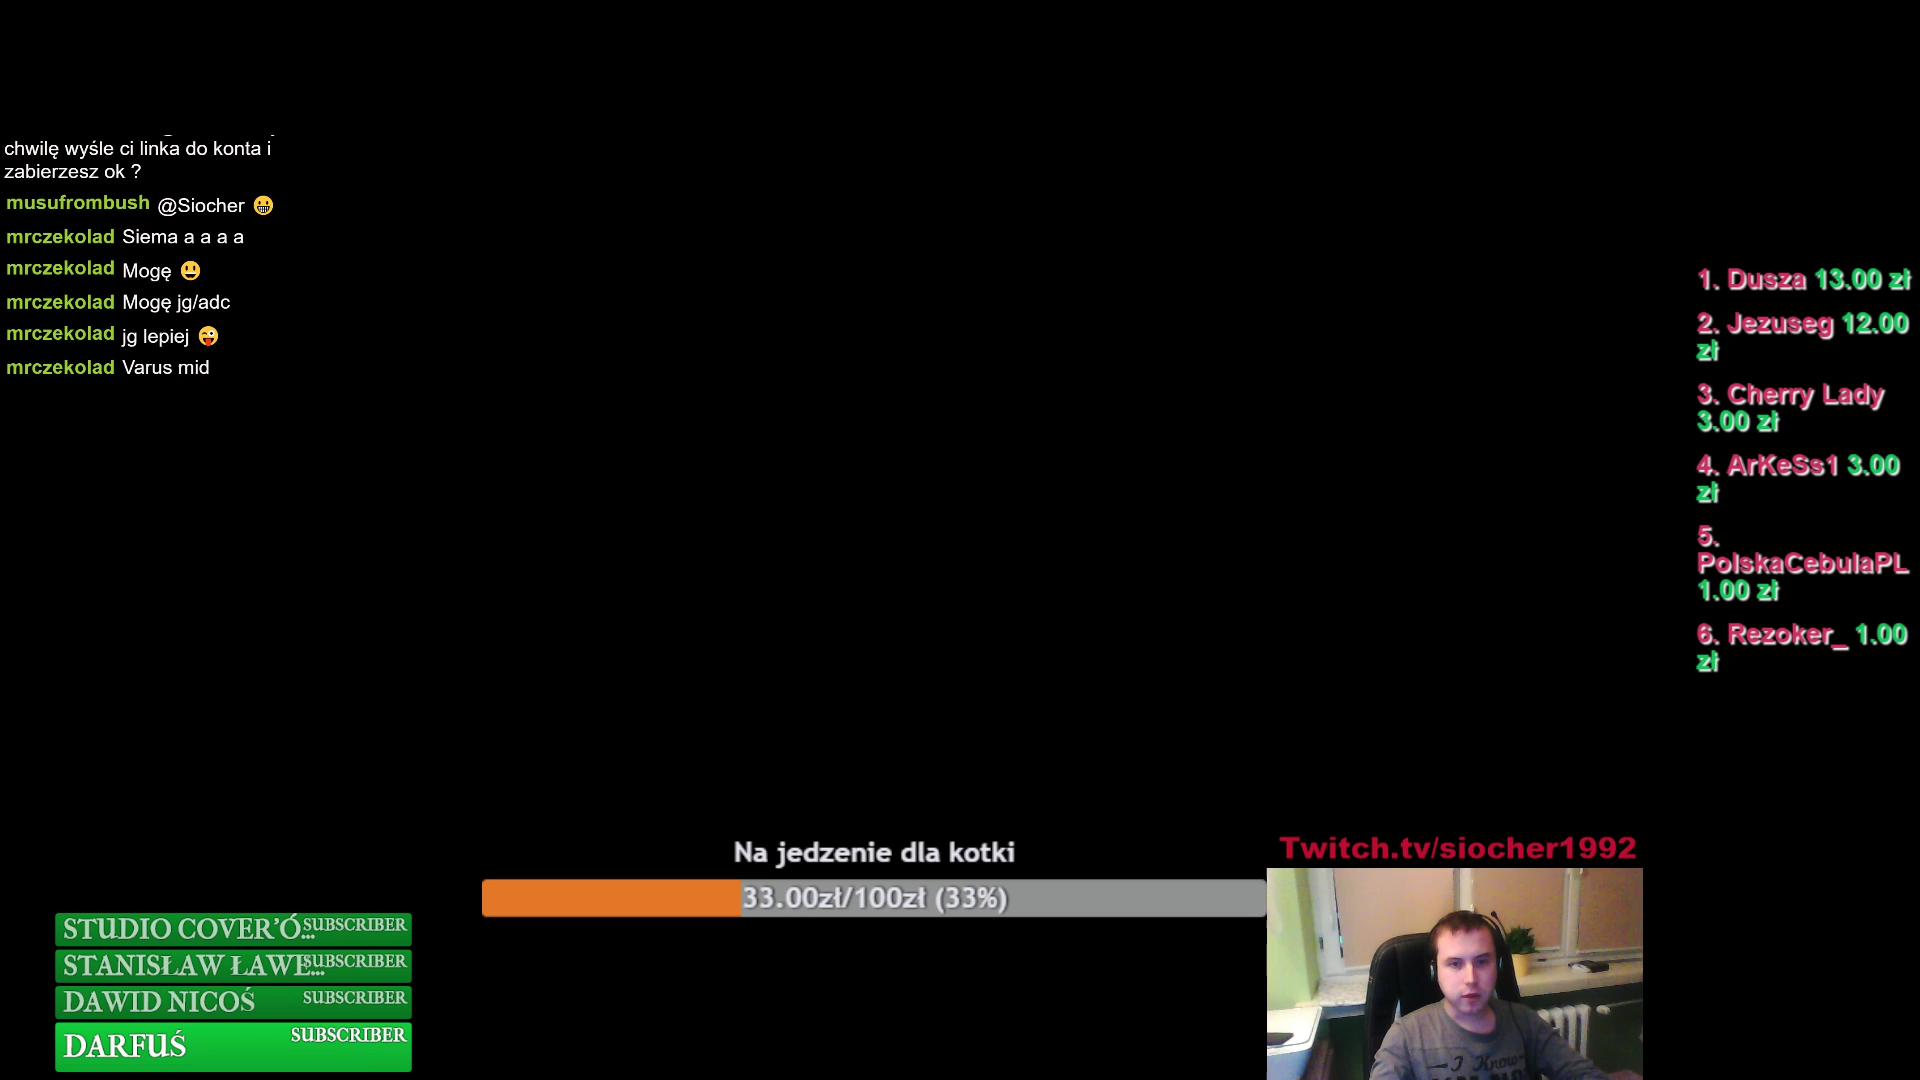 chwilę wyśle ci linka do konta i
zabierzesz ok ?
musufrombush @Siocher 😀
mrczekolad Siema a a a a
mrczekolad Mogę 😃
mrczekolad Mogę jg/adc
mrczekolad jg lepiej 😜
mrczekolad Varus mid
1. Dusza 13.00 zł
2. Jezuseg 12.00
zł
3. Cherry Lady
3.00 zł
4. ArKeSs1 3.00
zł
5.
PolskaCebulaPL
1.00 zł
6. Rezoker_ 1.00
zł
Na jedzenie dla kotki
33.00zł/100zł (33%)
Twitch.tv/siocher1992
STUDIO COVER'Ó... SUBSCRIBER
STANISŁAW ŁAWE... SUBSCRIBER
DAWID NICOŚ SUBSCRIBER
DARFUŚ SUBSCRIBER
I Know